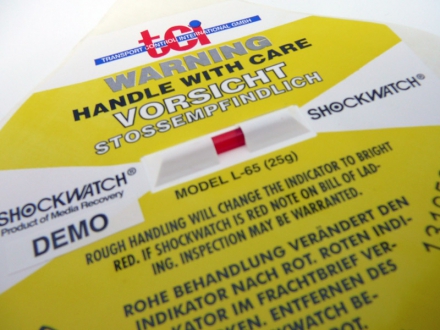 tci
TRANSPORT CONTROL INTERNATIONAL GMBH
WARNING
HANDLE WITH CARE
VORSICHT
STOSSEMPFINDLICH
SHOCKWATCH®
MODEL L-65 (25g)
SHOCKWATCH®
Product of Media Recovery
DEMO
ROUGH HANDLING WILL CHANGE THE INDICATOR TO BRIGHT
RED. IF SHOCKWATCH IS RED NOTE ON BILL OF LAD-
ING. INSPECTION MAY BE WARRANTED.
ROHE BEHANDLUNG VERÄNDERT DEN
INDIKATOR NACH ROT. ROTEN INDI-
KATOR IM FRACHTBRIEF VER-
KEN. ENTFERNEN DES
SHOCKWATCH BE-